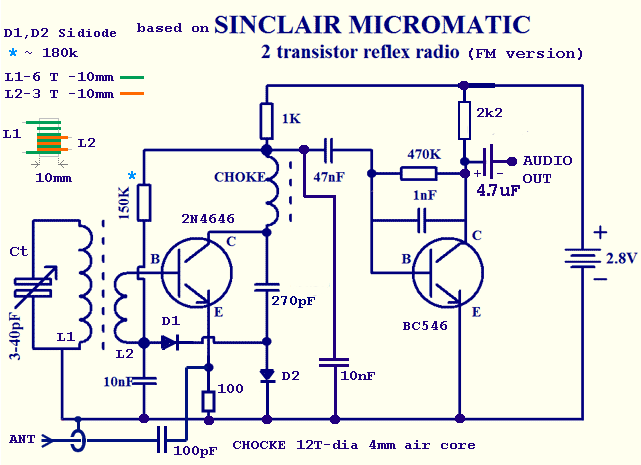 D1,D2 Sidiode based on SINCLAIR MICROMATIC
* ~ 180k 2 transistor reflex radio (FM version)
L1-6 T -10mm
L2-3 T -10mm
L1
L2
10mm
1K
2k2
470K
AUDIO
OUT
4.7uF
+ -
CHOKE
47nF
1nF
*
150K
2N4646
C
B
E
Ct
3-40pF
L1
L2
D1
270pF
C
B
E
BC546
+
2.8V
-
D2
10nF
10nF
100
ANT
100pF
CHOCKE 12T-dia 4mm air core